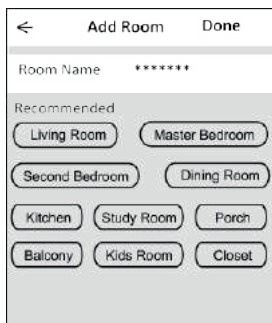 ← Add Room Done
Room Name *******
Recommended
Living Room Master Bedroom
Second Bedroom Dining Room
Kitchen Study Room Porch
Balcony Kids Room Closet